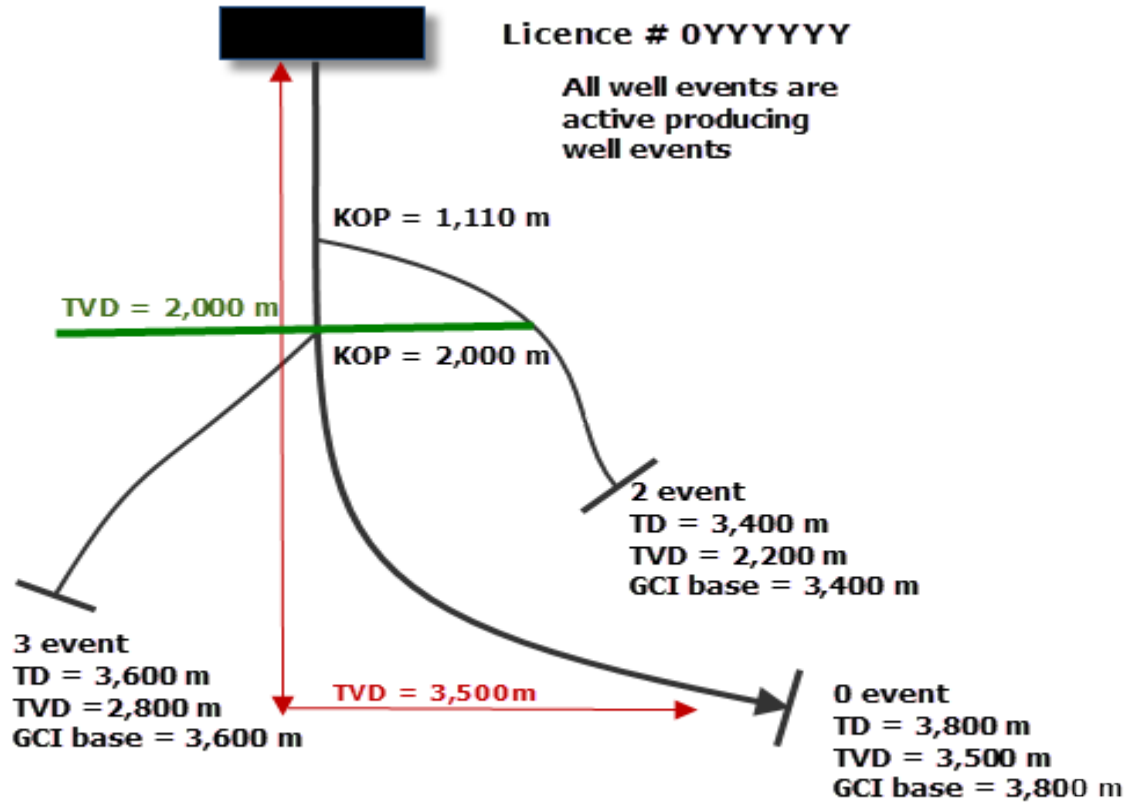 Licence # 0YYYYYY
All well events are
active producing
well events
KOP = 1,110 m
TVD = 2,000 m
KOP = 2,000 m
2 event
TD = 3,400 m
TVD = 2,200 m
GCI base = 3,400 m
3 event
TD = 3,600 m
TVD =2,800 m
GCI base = 3,600 m
TVD = 3,500m
0 event
TD = 3,800 m
TVD = 3,500 m
GCI base = 3,800 m